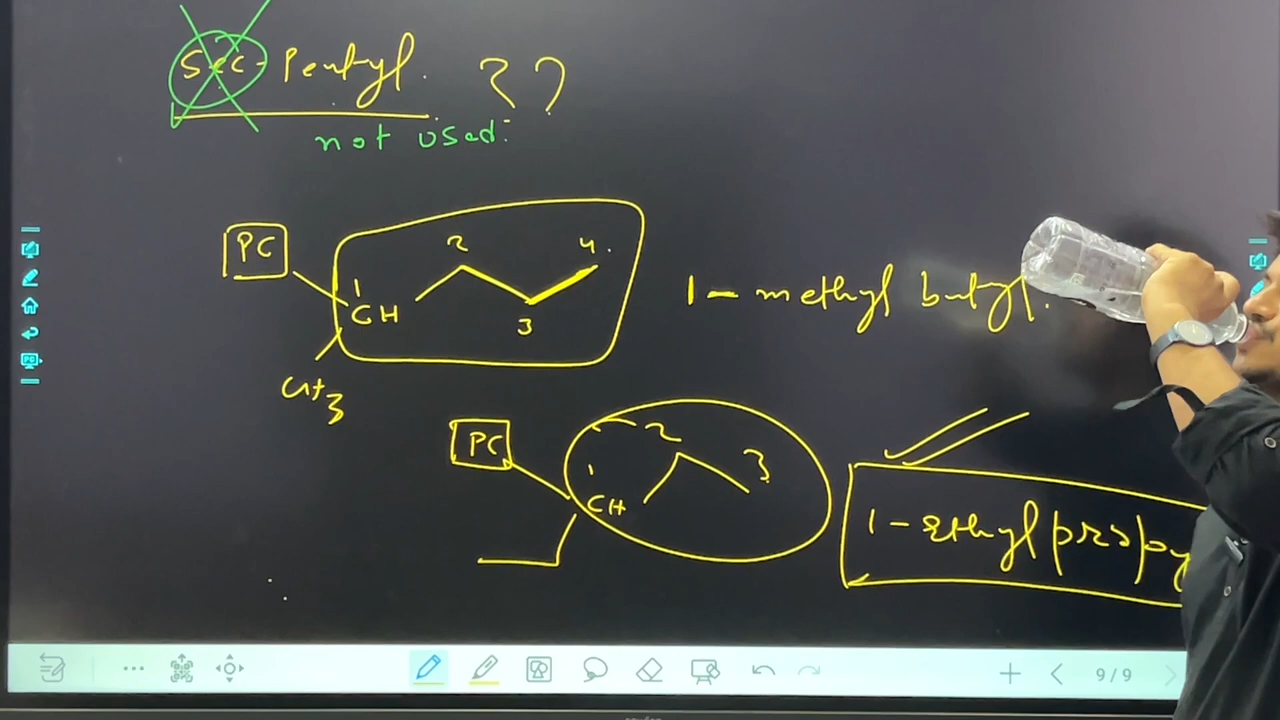 Sec- Pentyl. ??
not used:
PC
1 2 3 4.
CH
CH3
1-methyl butyl.
PC
1 2 3
CH
1-Ethyl propy
9/9